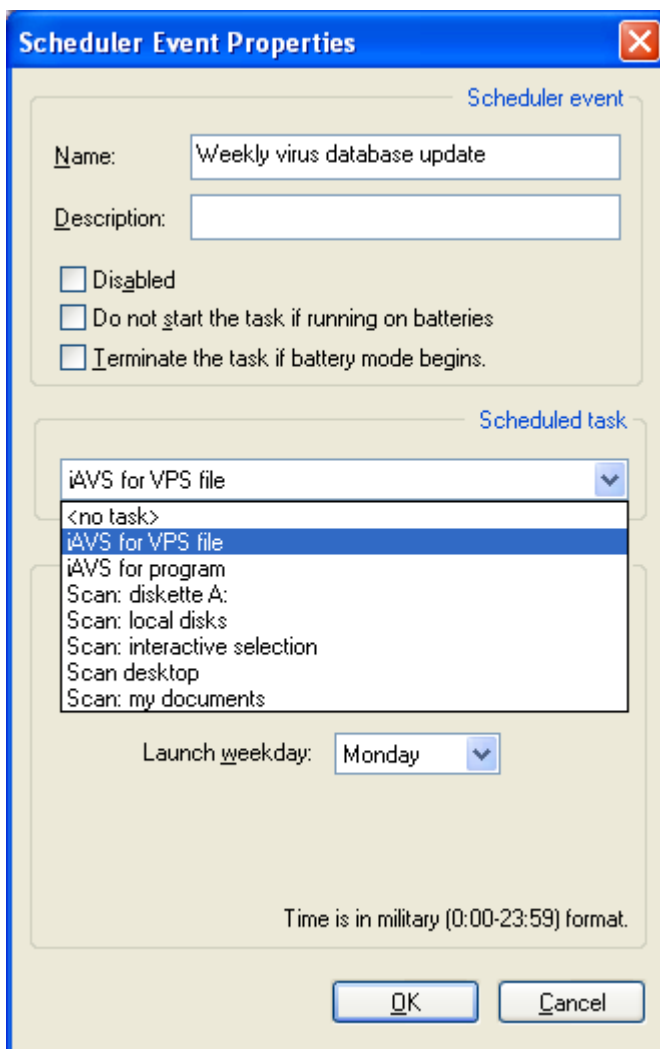 Scheduler Event Properties
Scheduler event
Name: Weekly virus database update
Description:
Disabled
Do not start the task if running on batteries
Terminate the task if battery mode begins.
Scheduled task
iAVS for VPS file
<no task>
iAVS for VPS file
iAVS for program
Scan: diskette A:
Scan: local disks
Scan: interactive selection
Scan desktop
Scan: my documents
Launch weekday: Monday
Time is in military (0:00-23:59) format.
OK Cancel